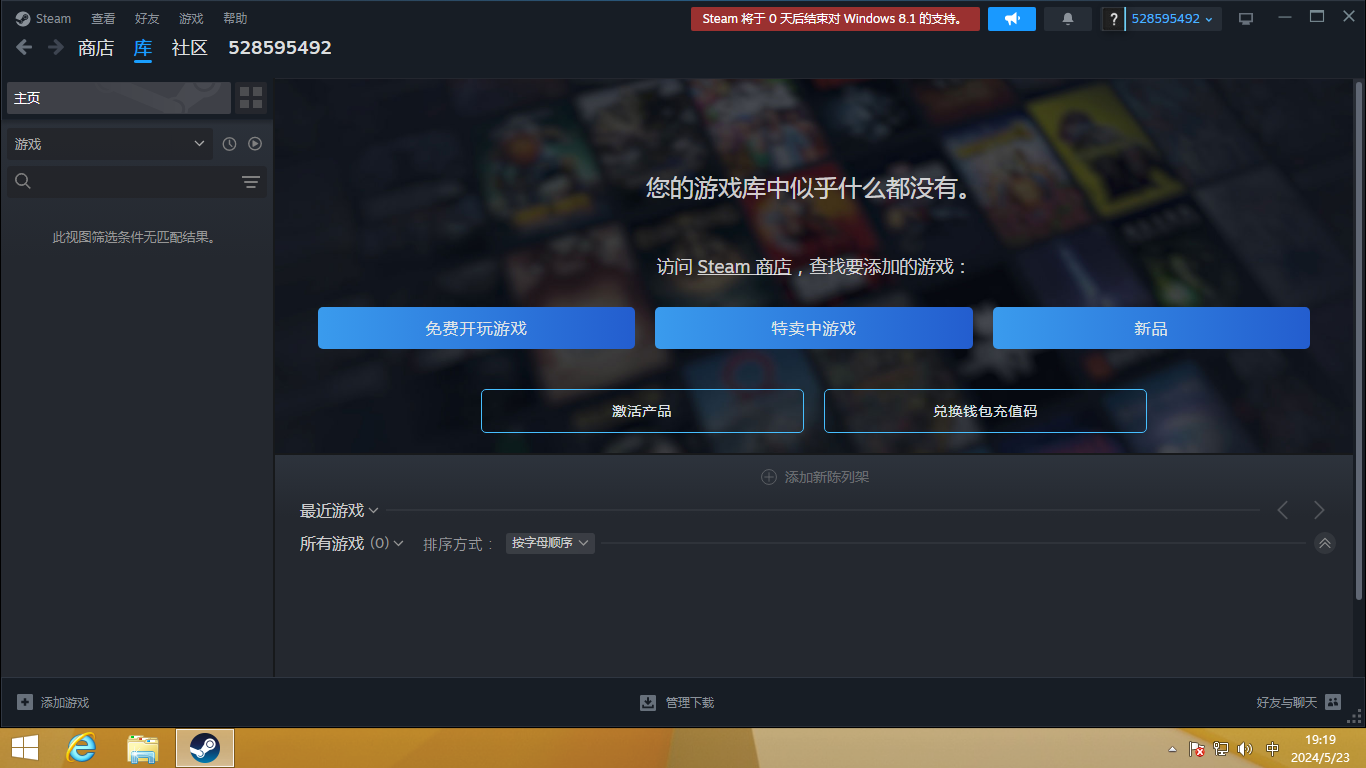 Steam 查看 好友 游戏 帮助
Steam 将于 0 天后结束对 Windows 8.1 的支持。
? 528595492
商店 库 社区 528595492
主页
游戏
此视图筛选条件无匹配结果。
您的游戏库中似乎什么都没有。
访问 Steam 商店，查找要添加的游戏：
免费开玩游戏 特卖中游戏 新品
激活产品 兑换钱包充值码
添加新陈列架
最近游戏
所有游戏 (0) 排序方式： 按字母顺序
添加游戏 管理下载 好友与聊天
中 19:19
2024/5/23